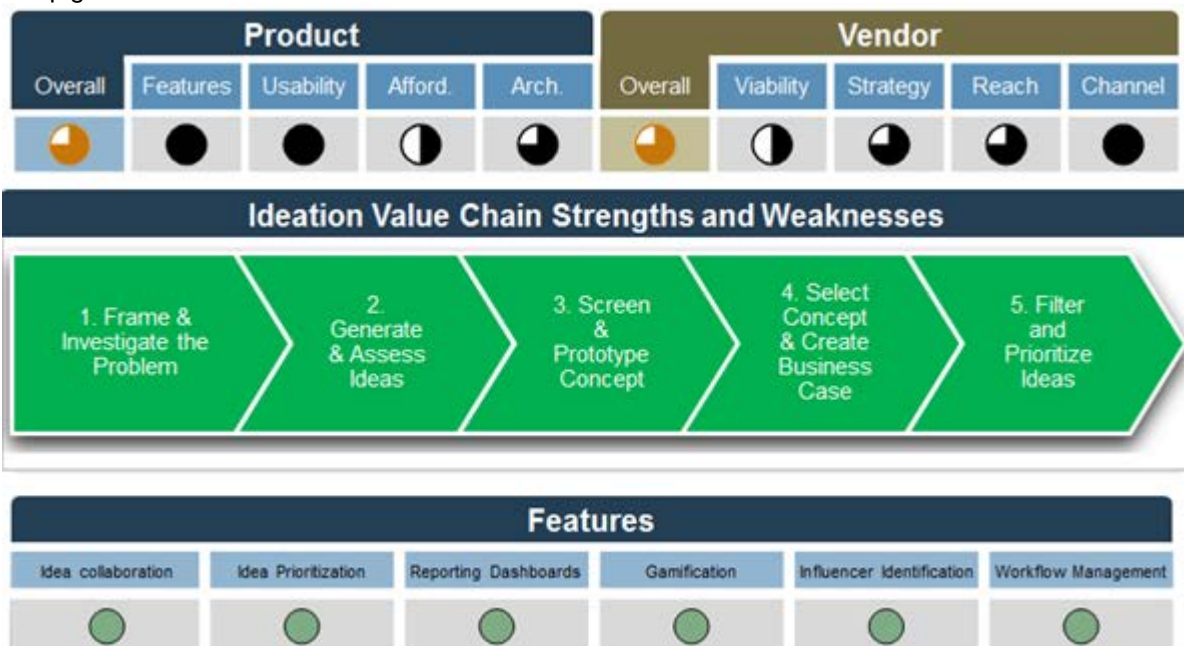 Product
Vendor
Overall Features Usability Afford. Arch. Overall Viability Strategy Reach Channel
Ideation Value Chain Strengths and Weaknesses
1. Frame &
Investigate the
Problem
2.
Generate
& Assess
Ideas
3. Screen
&
Prototype
Concept
4. Select
Concept
& Create
Business
Case
5. Filter
and
Prioritize
Ideas
Features
Idea collaboration Idea Prioritization Reporting Dashboards Gamification Influencer Identification Workflow Management